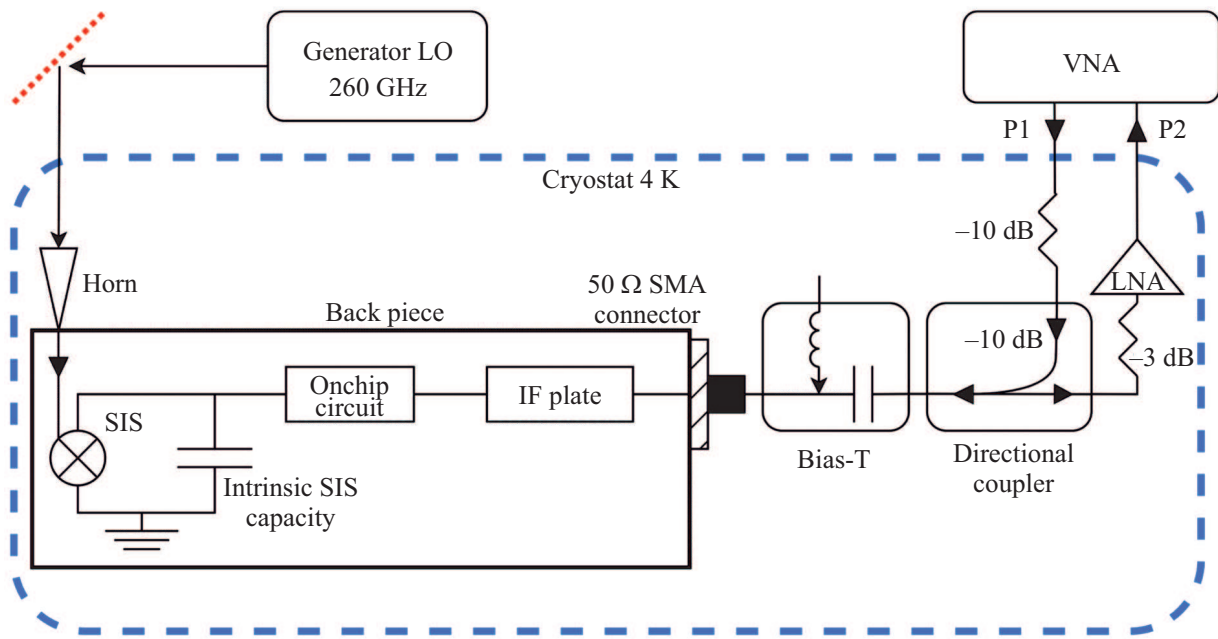 Generator LO
260 GHz
VNA
P1
P2
Cryostat 4 K
–10 dB
LNA
Horn
50 Ω SMA
connector
Back piece
–10 dB
–3 dB
Onchip
circuit
IF plate
SIS
Bias-T
Directional
coupler
Intrinsic SIS
capacity